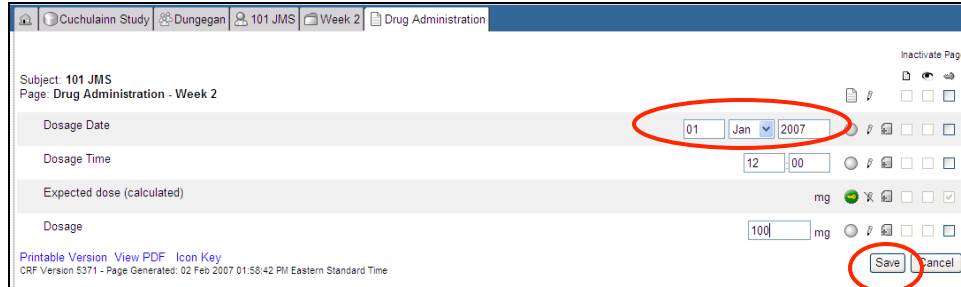 Cuchulainn Study Dungegan 101 JMS Week 2 Drug Administration
Inactivate Pag
Subject: 101 JMS
Page: Drug Administration - Week 2
Dosage Date 01 Jan 2007
Dosage Time 12 :00
Expected dose (calculated) mg
Dosage 100 mg
Printable Version View PDF Icon Key Save Cancel
CRF Version 5371 - Page Generated: 02 Feb 2007 01:58:42 PM Eastern Standard Time